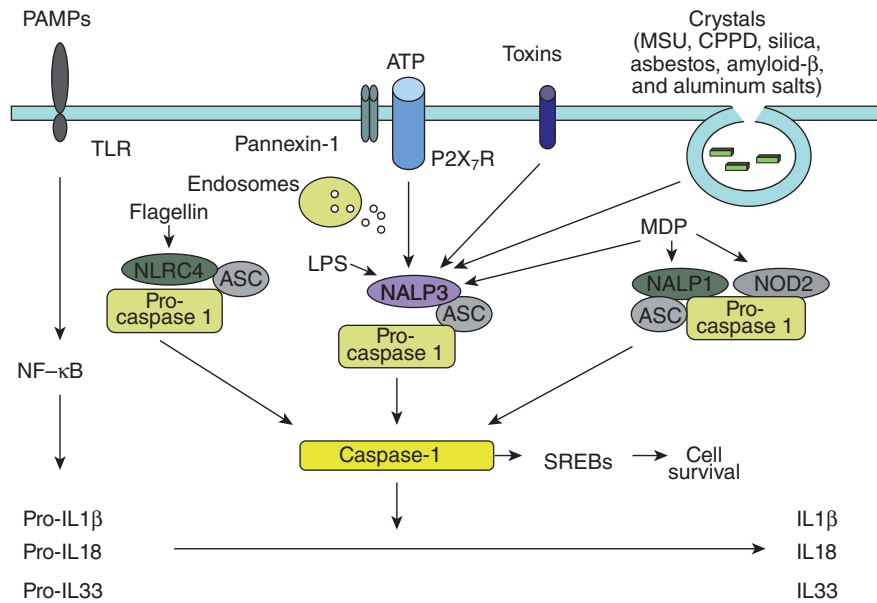 PAMPs
ATP
Toxins
Crystals
(MSU, CPPD, silica,
asbestos, amyloid-β,
and aluminum salts)
TLR
Pannexin-1
P2X₇R
Endosomes
Flagellin
MDP
LPS
NLRC4
ASC
Pro-
caspase 1
NALP3
ASC
Pro-
caspase 1
NALP1
NOD2
ASC
Pro-
caspase 1
NF–κB
Caspase-1
SREBs
Cell
survival
Pro-IL1β
IL1β
Pro-IL18
IL18
Pro-IL33
IL33